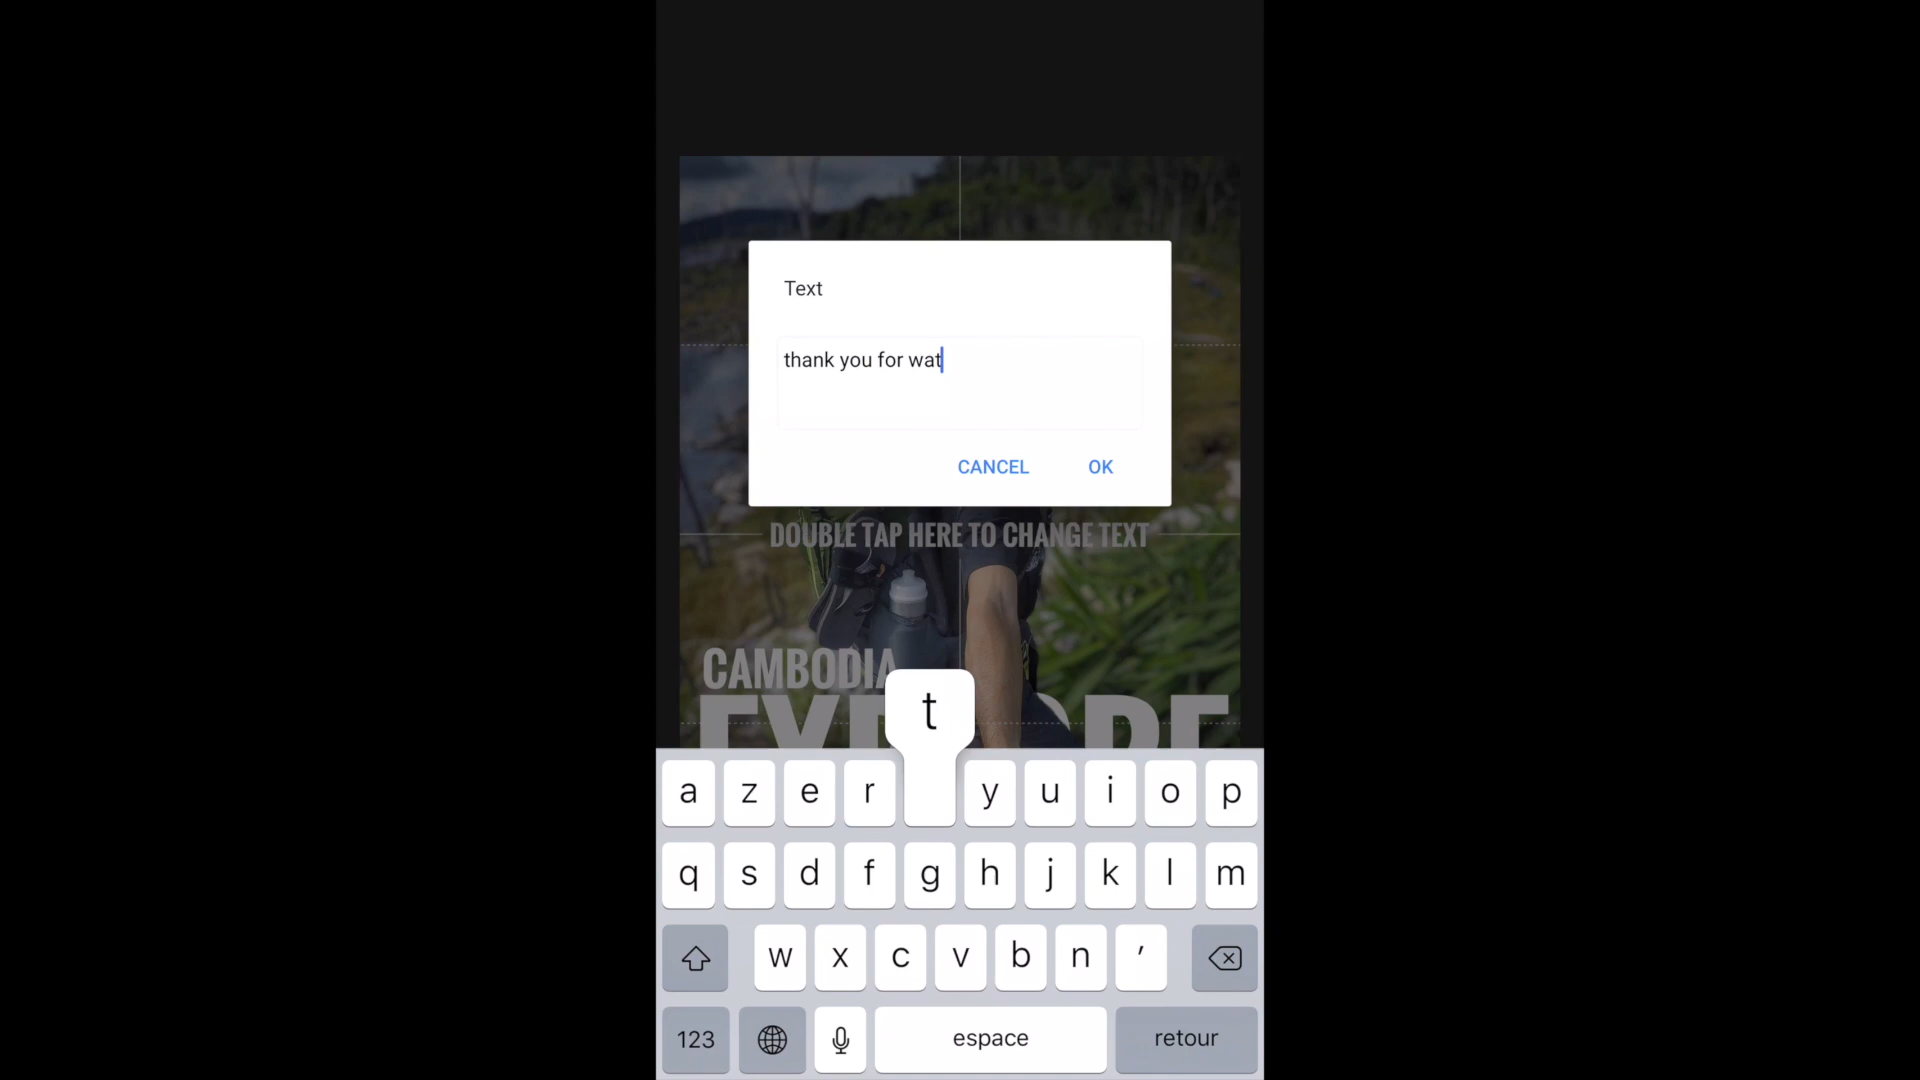 Text
thank you for wat
CANCEL OK
DOUBLE TAP HERE TO CHANGE TEXT
CAMBODIA
t
a z e r y u i o p
q s d f g h j k l m
w x c v b n ′
123 espace retour